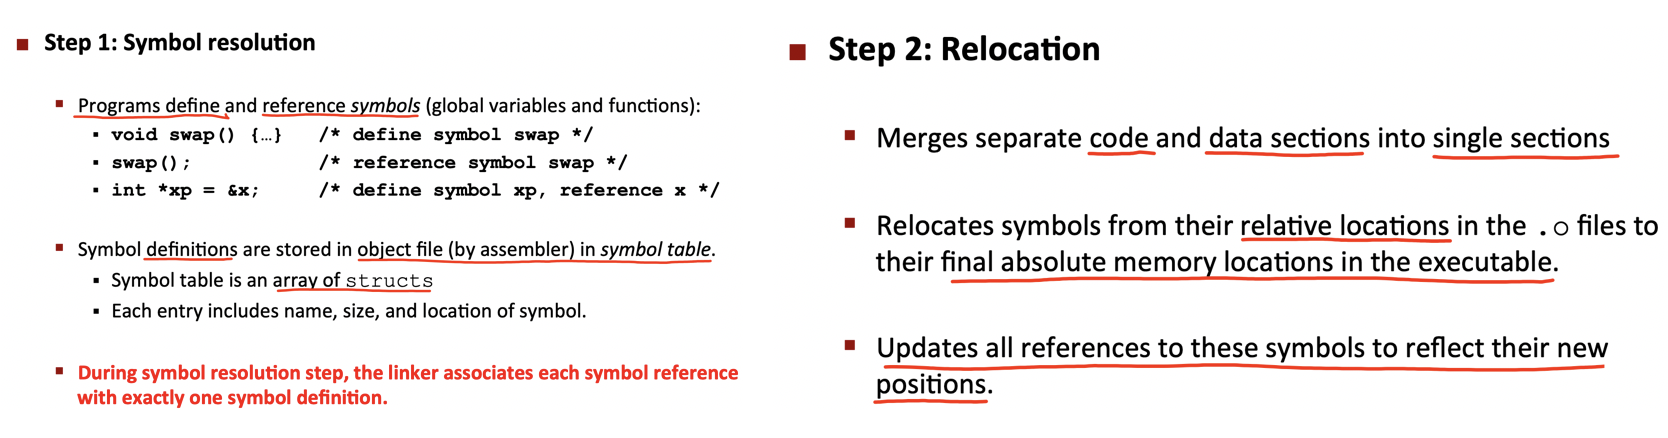 Step 1: Symbol resolution
Programs define and reference symbols (global variables and functions):
void swap() {…}   /* define symbol swap */
swap();           /* reference symbol swap */
int *xp = &x;     /* define symbol xp, reference x */
Symbol definitions are stored in object file (by assembler) in symbol table.
Symbol table is an array of structs
Each entry includes name, size, and location of symbol.
During symbol resolution step, the linker associates each symbol reference
with exactly one symbol definition.
Step 2: Relocation
Merges separate code and data sections into single sections
Relocates symbols from their relative locations in the .o files to
their final absolute memory locations in the executable.
Updates all references to these symbols to reflect their new
positions.